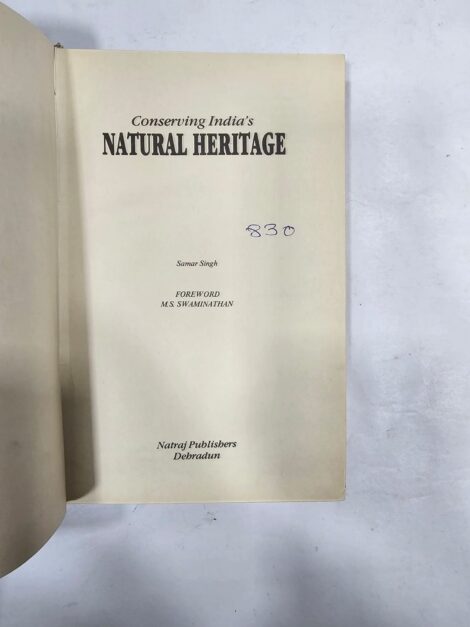 Conserving India's
NATURAL HERITAGE
830
Samar Singh
FOREWORD
M.S. SWAMINATHAN
Natraj Publishers
Dehradun